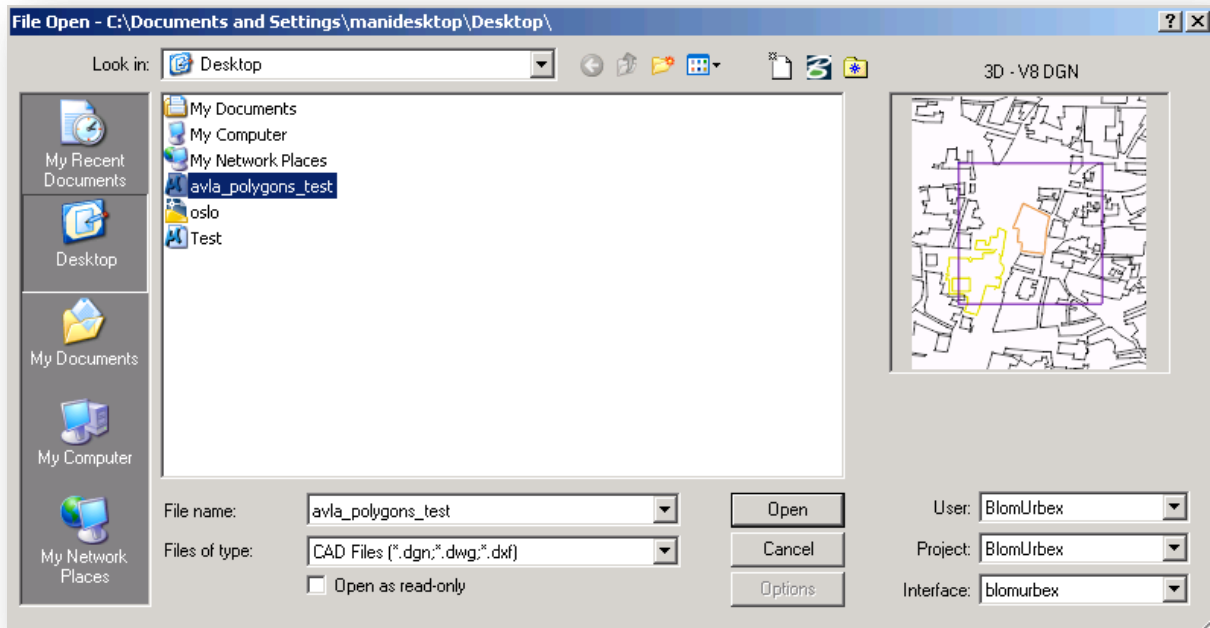 File Open - C:\Documents and Settings\manidesktop\Desktop\
Look in: Desktop
3D - V8 DGN
My Recent
Documents
Desktop
My Documents
My Computer
My Network
Places
My Documents
My Computer
My Network Places
avla_polygons_test
oslo
Test
File name: avla_polygons_test
Files of type: CAD Files (*.dgn;*.dwg;*.dxf)
Open as read-only
Open
Cancel
Options
User: BlomUrbex
Project: BlomUrbex
Interface: blomurbex